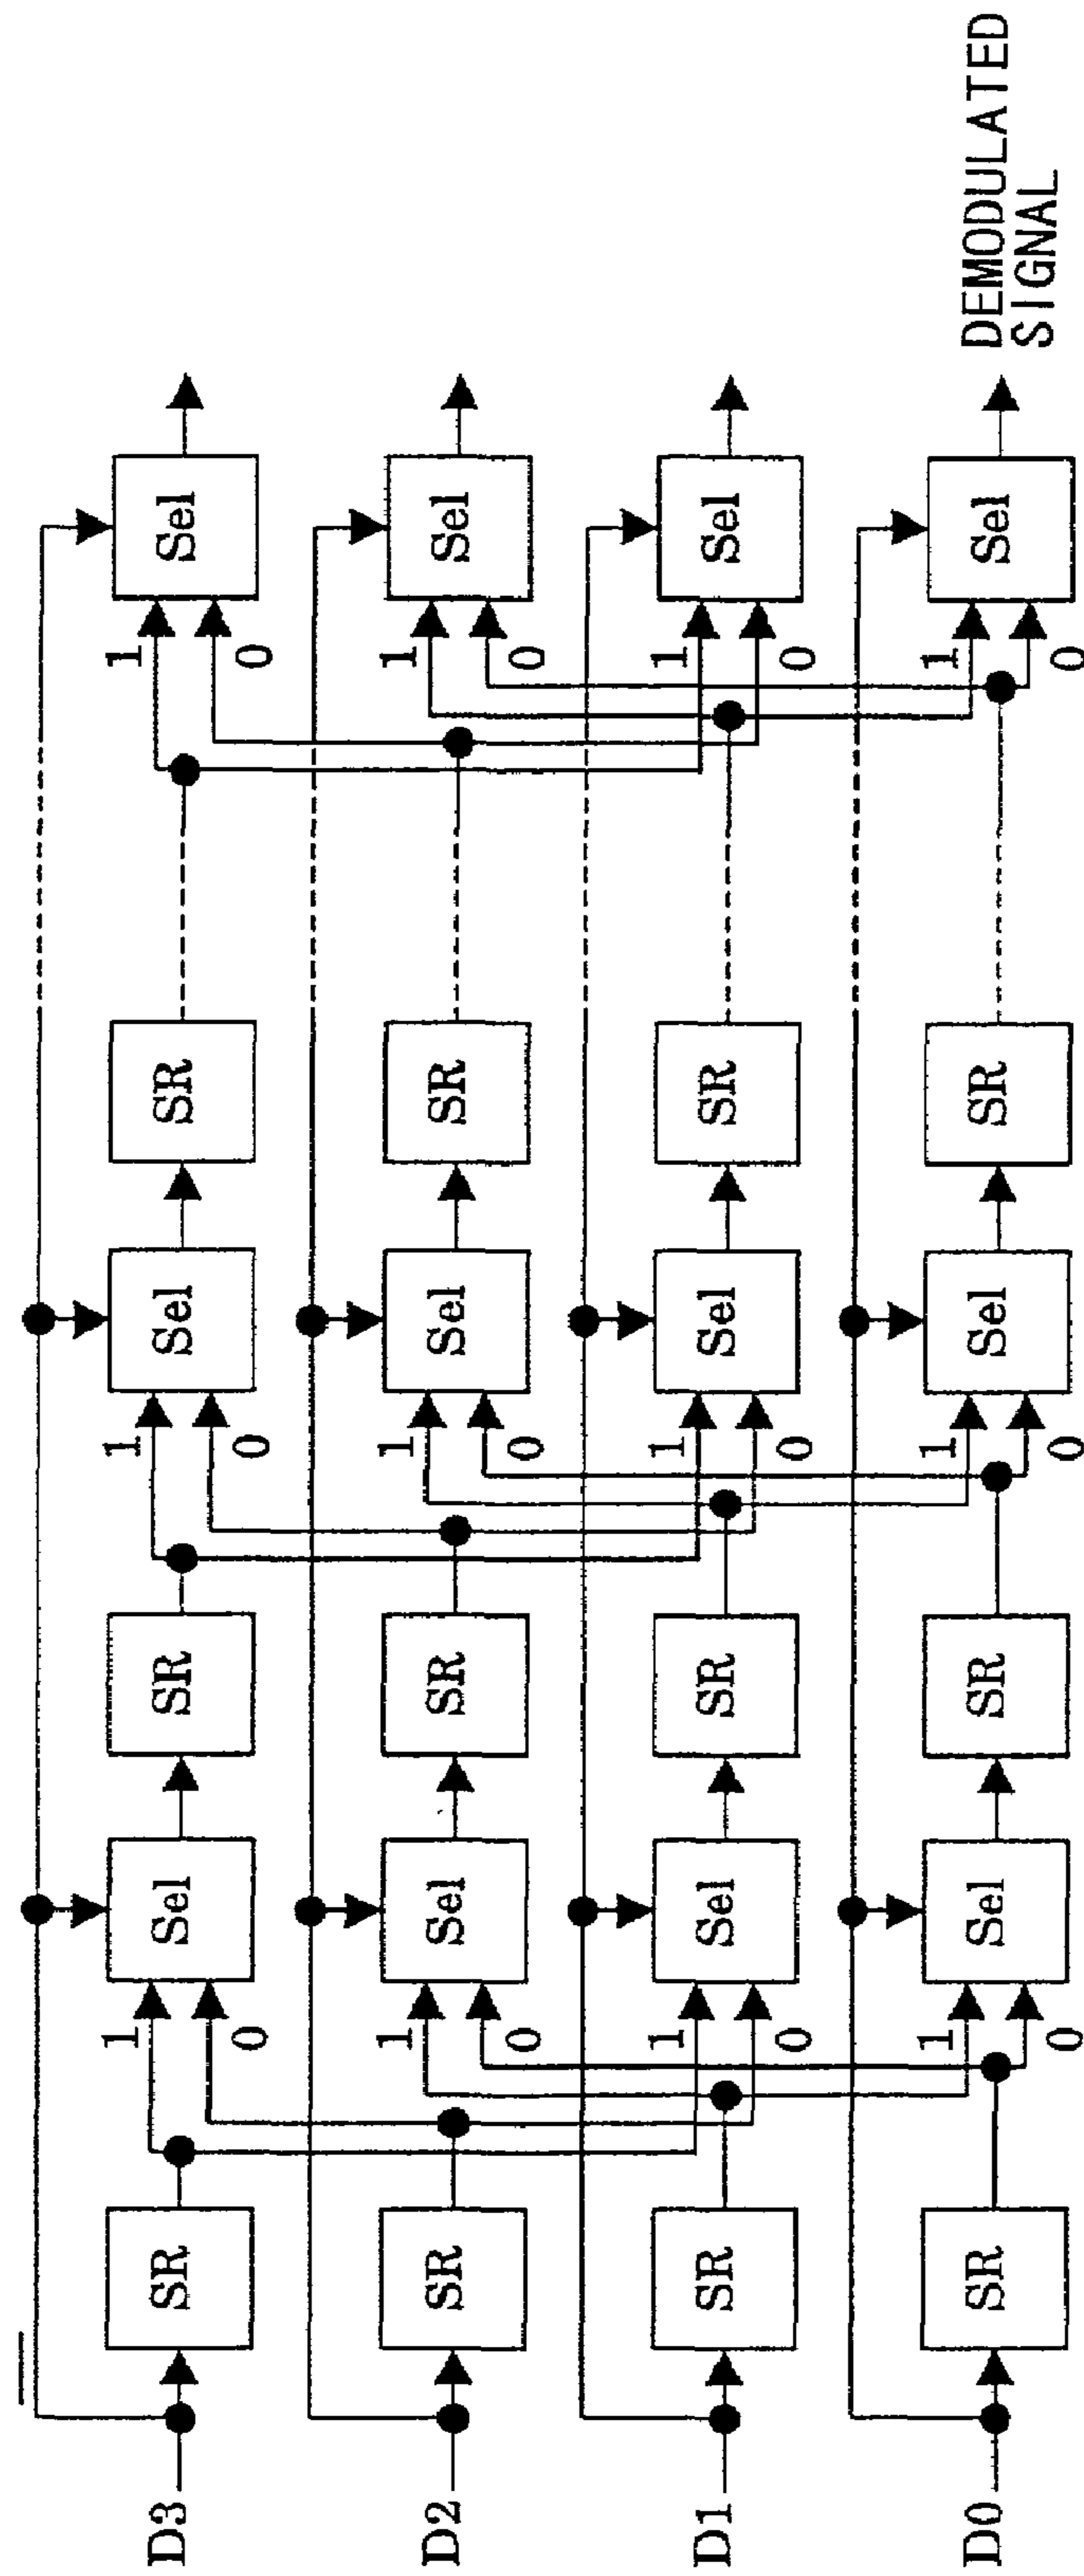 D3 SR 1 Sel SR 1 Sel SR 1 Sel
0 0 0
D2 SR 1 Sel SR 1 Sel SR 1 Sel
0 0 0
D1 SR 1 Sel SR 1 Sel SR 1 Sel
0 0 0
D0 SR 1 Sel SR 1 Sel SR 1 Sel
0 0 0
DEMODULATED
SIGNAL